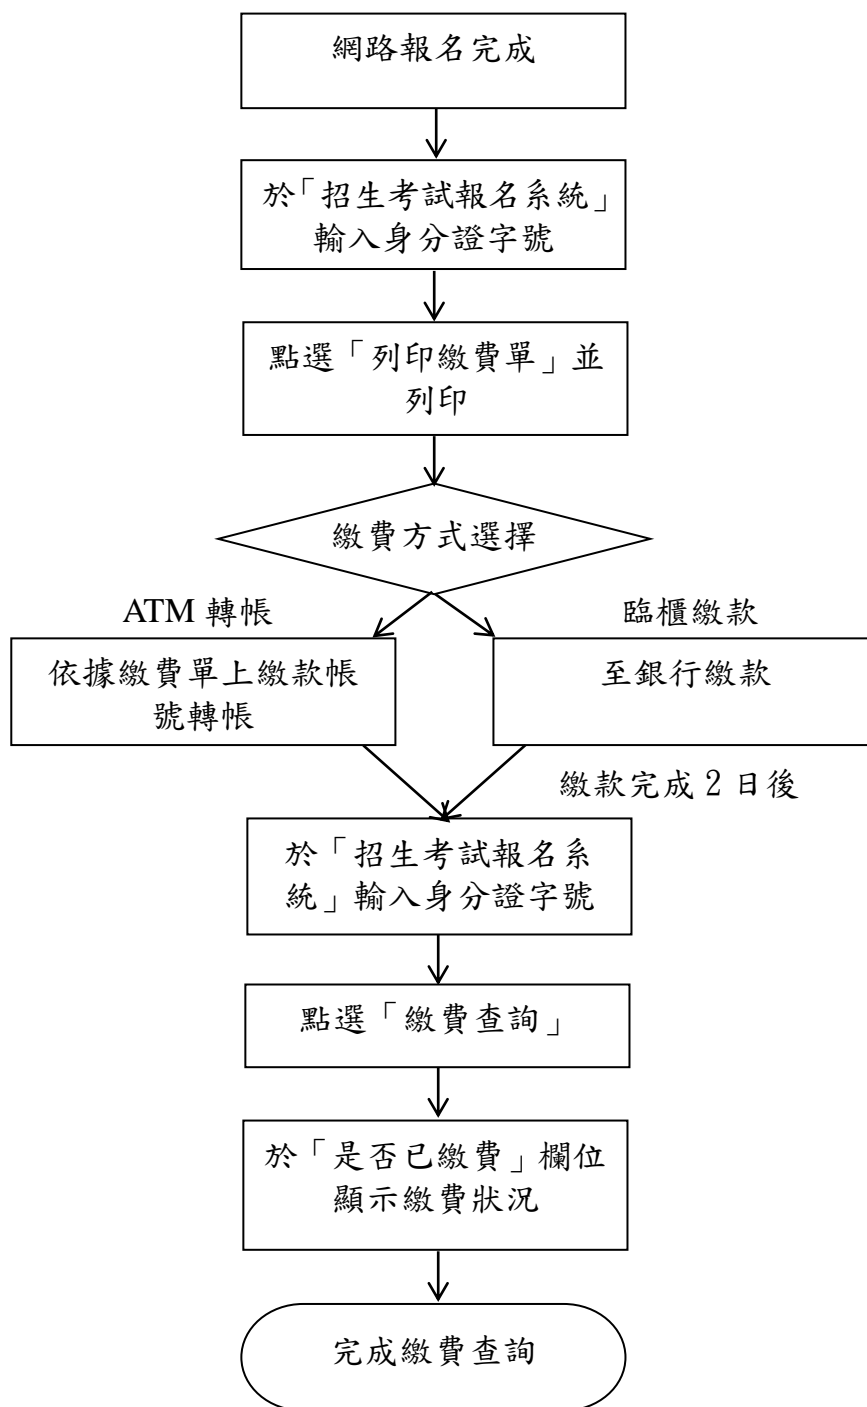 網路報名完成
於「招生考試報名系統」
輸入身分證字號
點選「列印繳費單」並
列印
繳費方式選擇
ATM 轉帳
臨櫃繳款
依據繳費單上繳款帳
號轉帳
至銀行繳款
繳款完成 2 日後
於「招生考試報名系
統」輸入身分證字號
點選「繳費查詢」
於「是否已繳費」欄位
顯示繳費狀況
完成繳費查詢